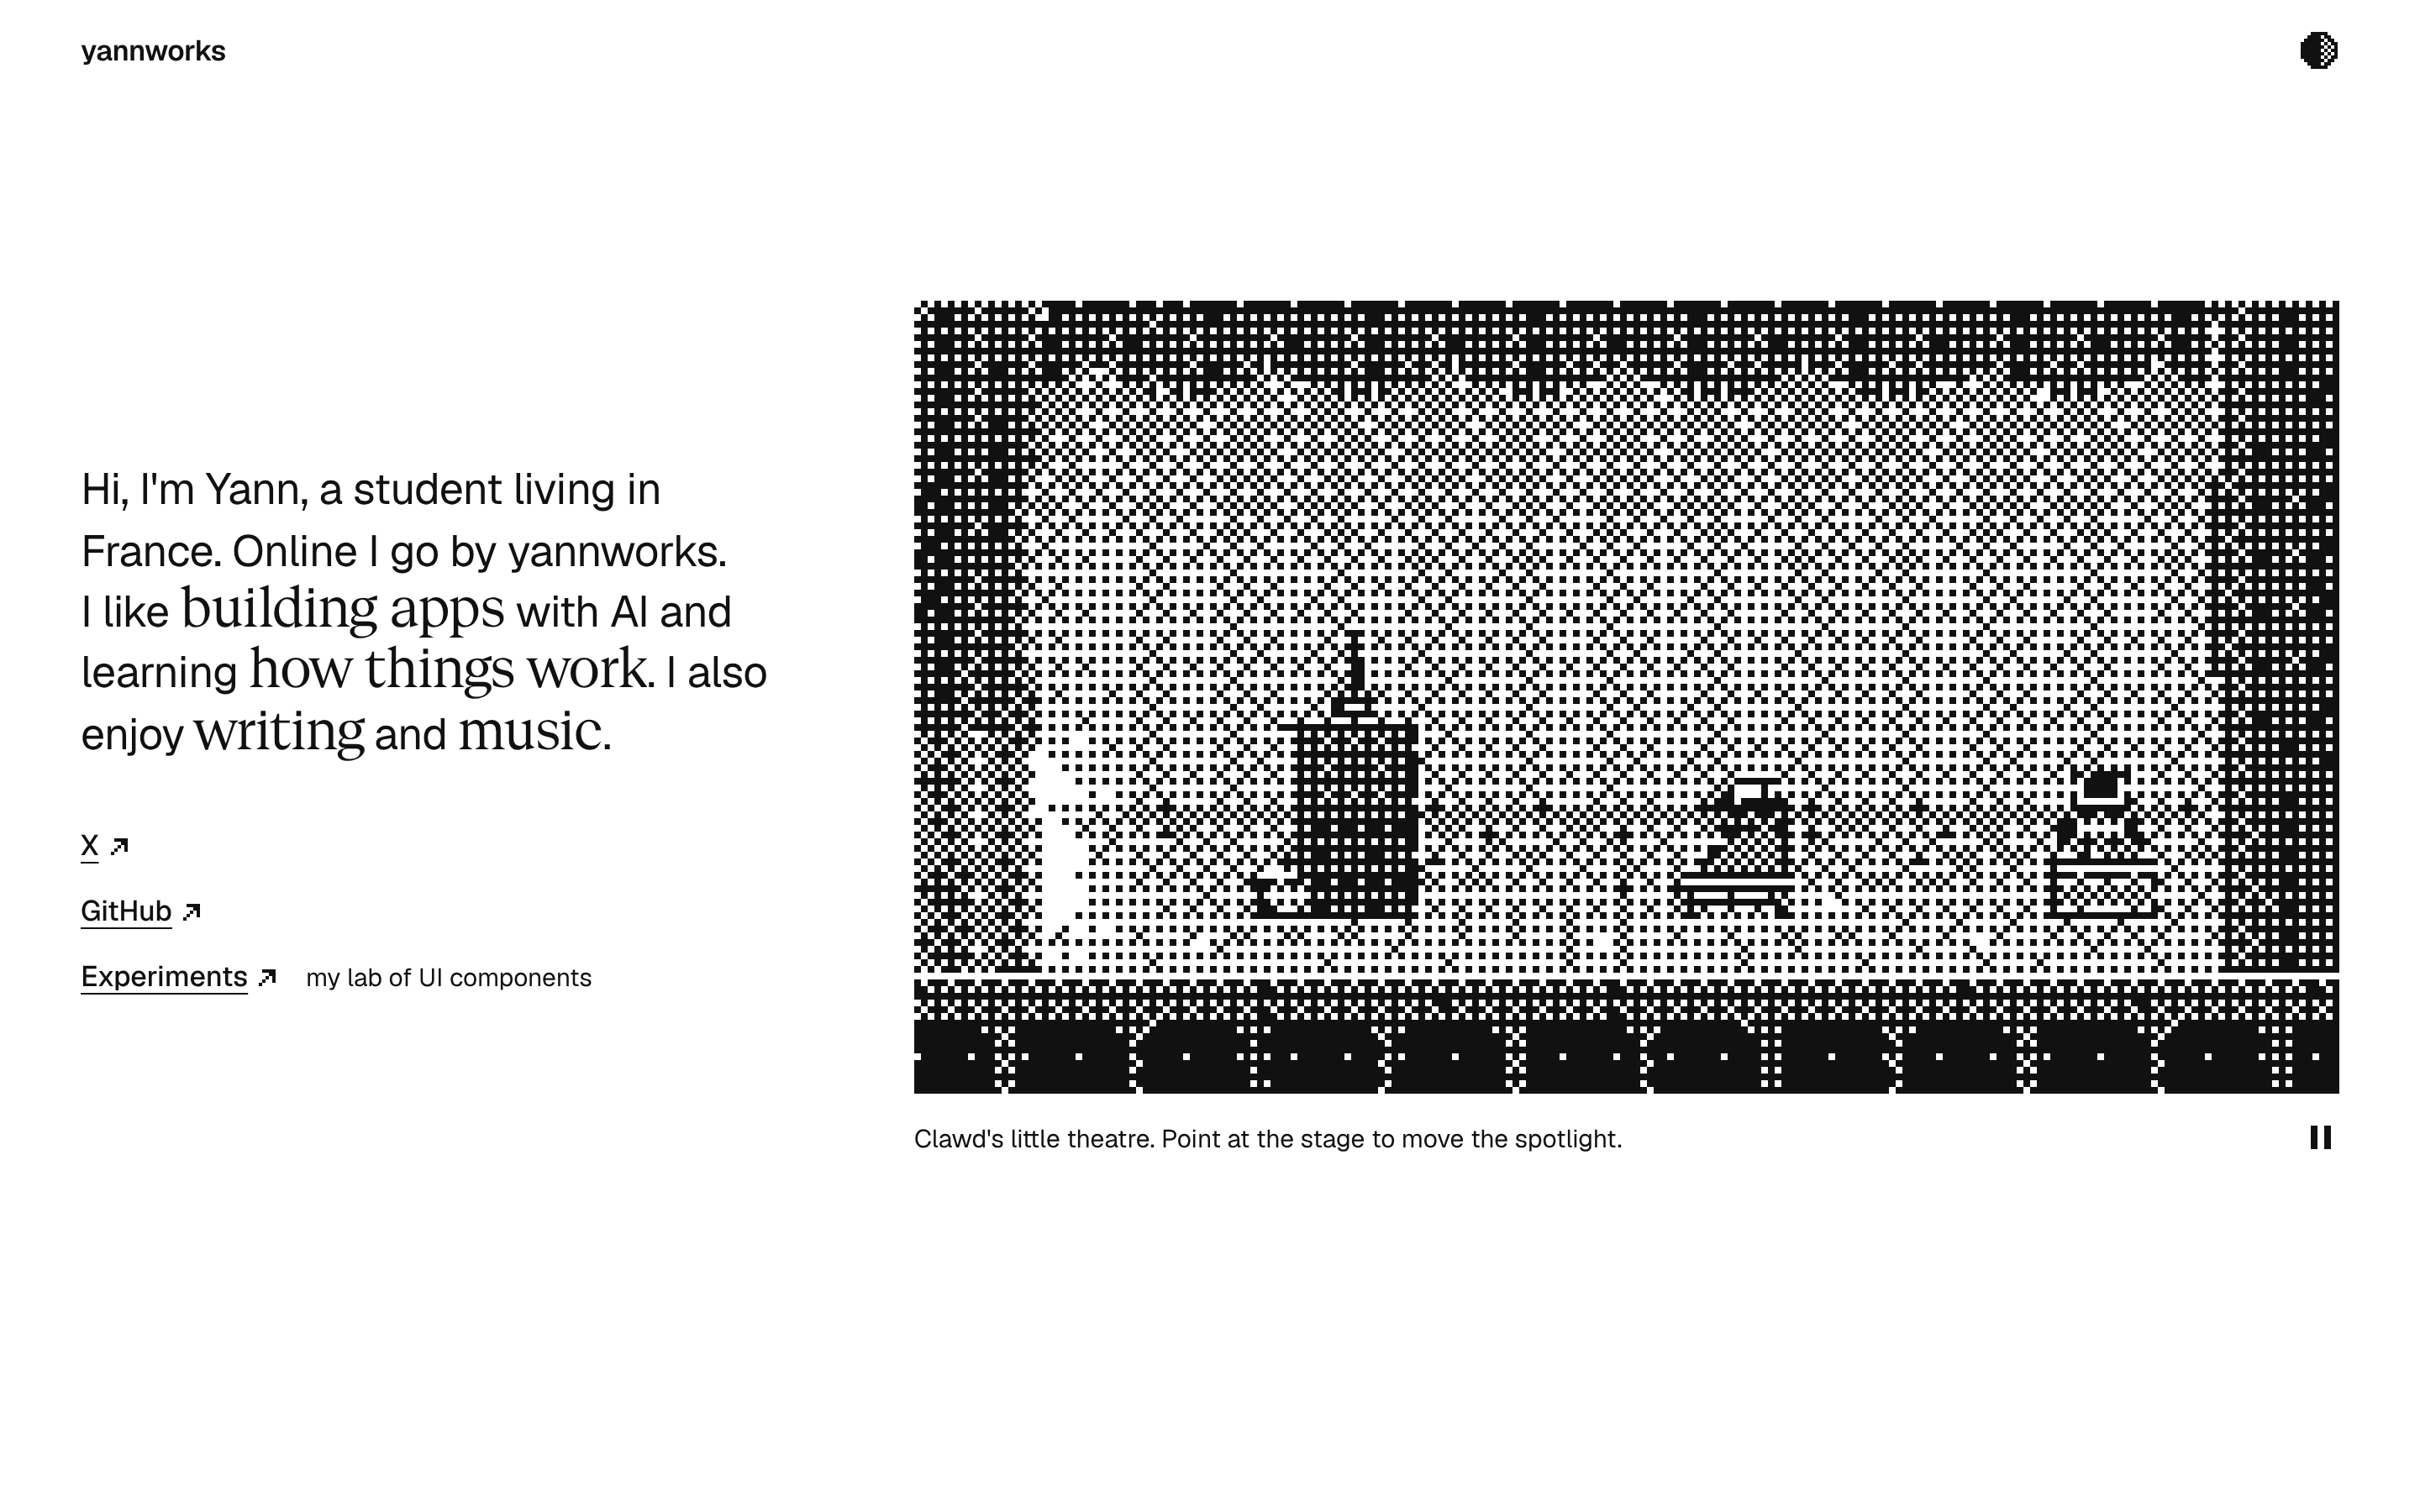 yannworks
Hi, I'm Yann, a student living in
France. Online I go by yannworks.
I like building apps with AI and
learning how things work. I also
enjoy writing and music.
X
GitHub
Experiments my lab of UI components
Clawd's little theatre. Point at the stage to move the spotlight.